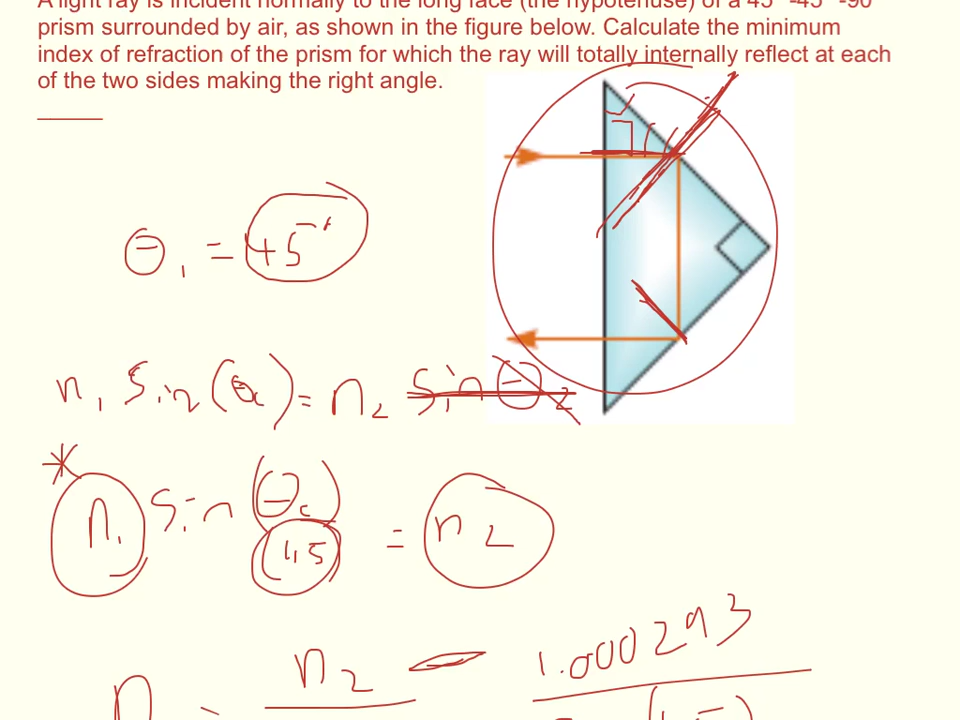 A light ray is incident normally to the long face (the hypotenuse) of a 45°-45°-90°
prism surrounded by air, as shown in the figure below. Calculate the minimum
index of refraction of the prism for which the ray will totally internally reflect at each
of the two sides making the right angle.
θ₁ = 45°
n₁ sin(θc) = n₂ sin θ₂
* n₁ sin(θc) = n₂
45
n₂ 1.000293
n